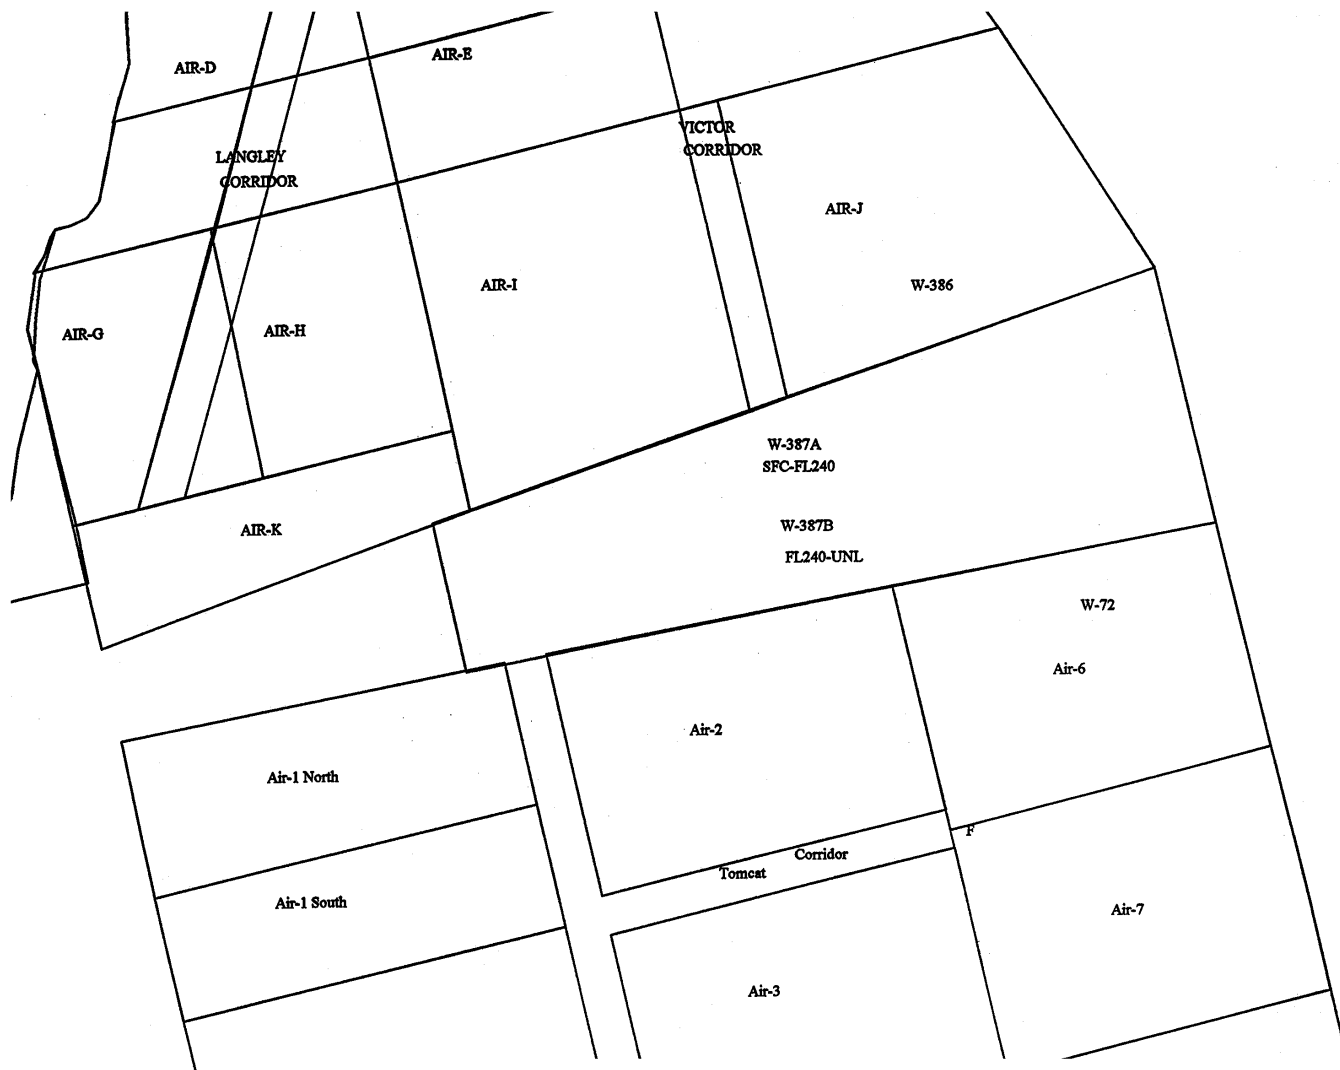 AIR-D
AIR-E
VICTOR
CORRIDOR
LANGLEY
CORRIDOR
AIR-J
AIR-I
W-386
AIR-G
AIR-H
W-387A
SFC-FL240
AIR-K
W-387B
FL240-UNL
W-72
Air-6
Air-2
Air-1 North
F
Corridor
Tomcat
Air-1 South
Air-7
Air-3